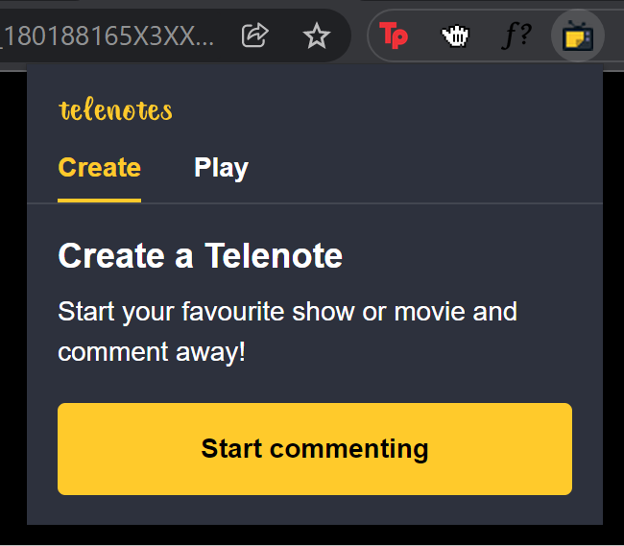 _180188165X3XX...
Tp
f?
telenotes
Create Play
Create a Telenote
Start your favourite show or movie and
comment away!
Start commenting